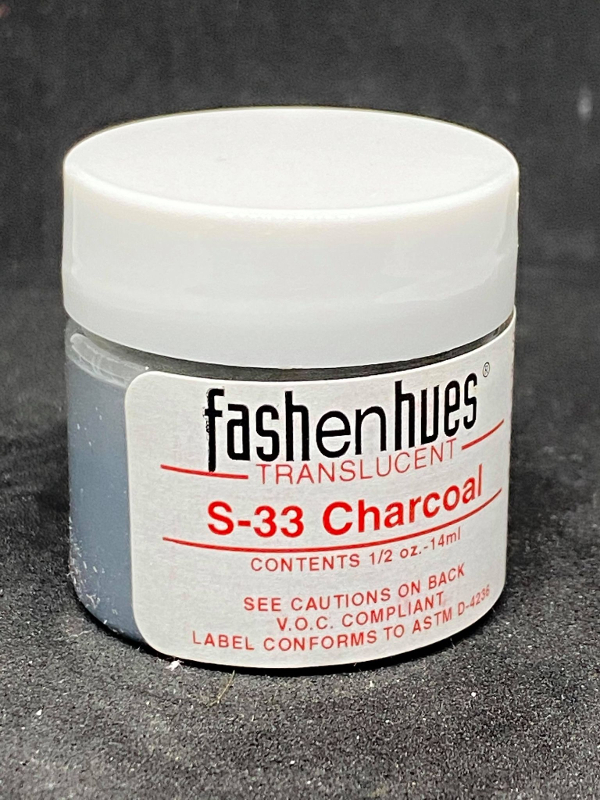 fashenhues®
TRANSLUCENT
S-33 Charcoal
CONTENTS 1/2 oz.-14ml
SEE CAUTIONS ON BACK
V.O.C. COMPLIANT
LABEL CONFORMS TO ASTM D-4236